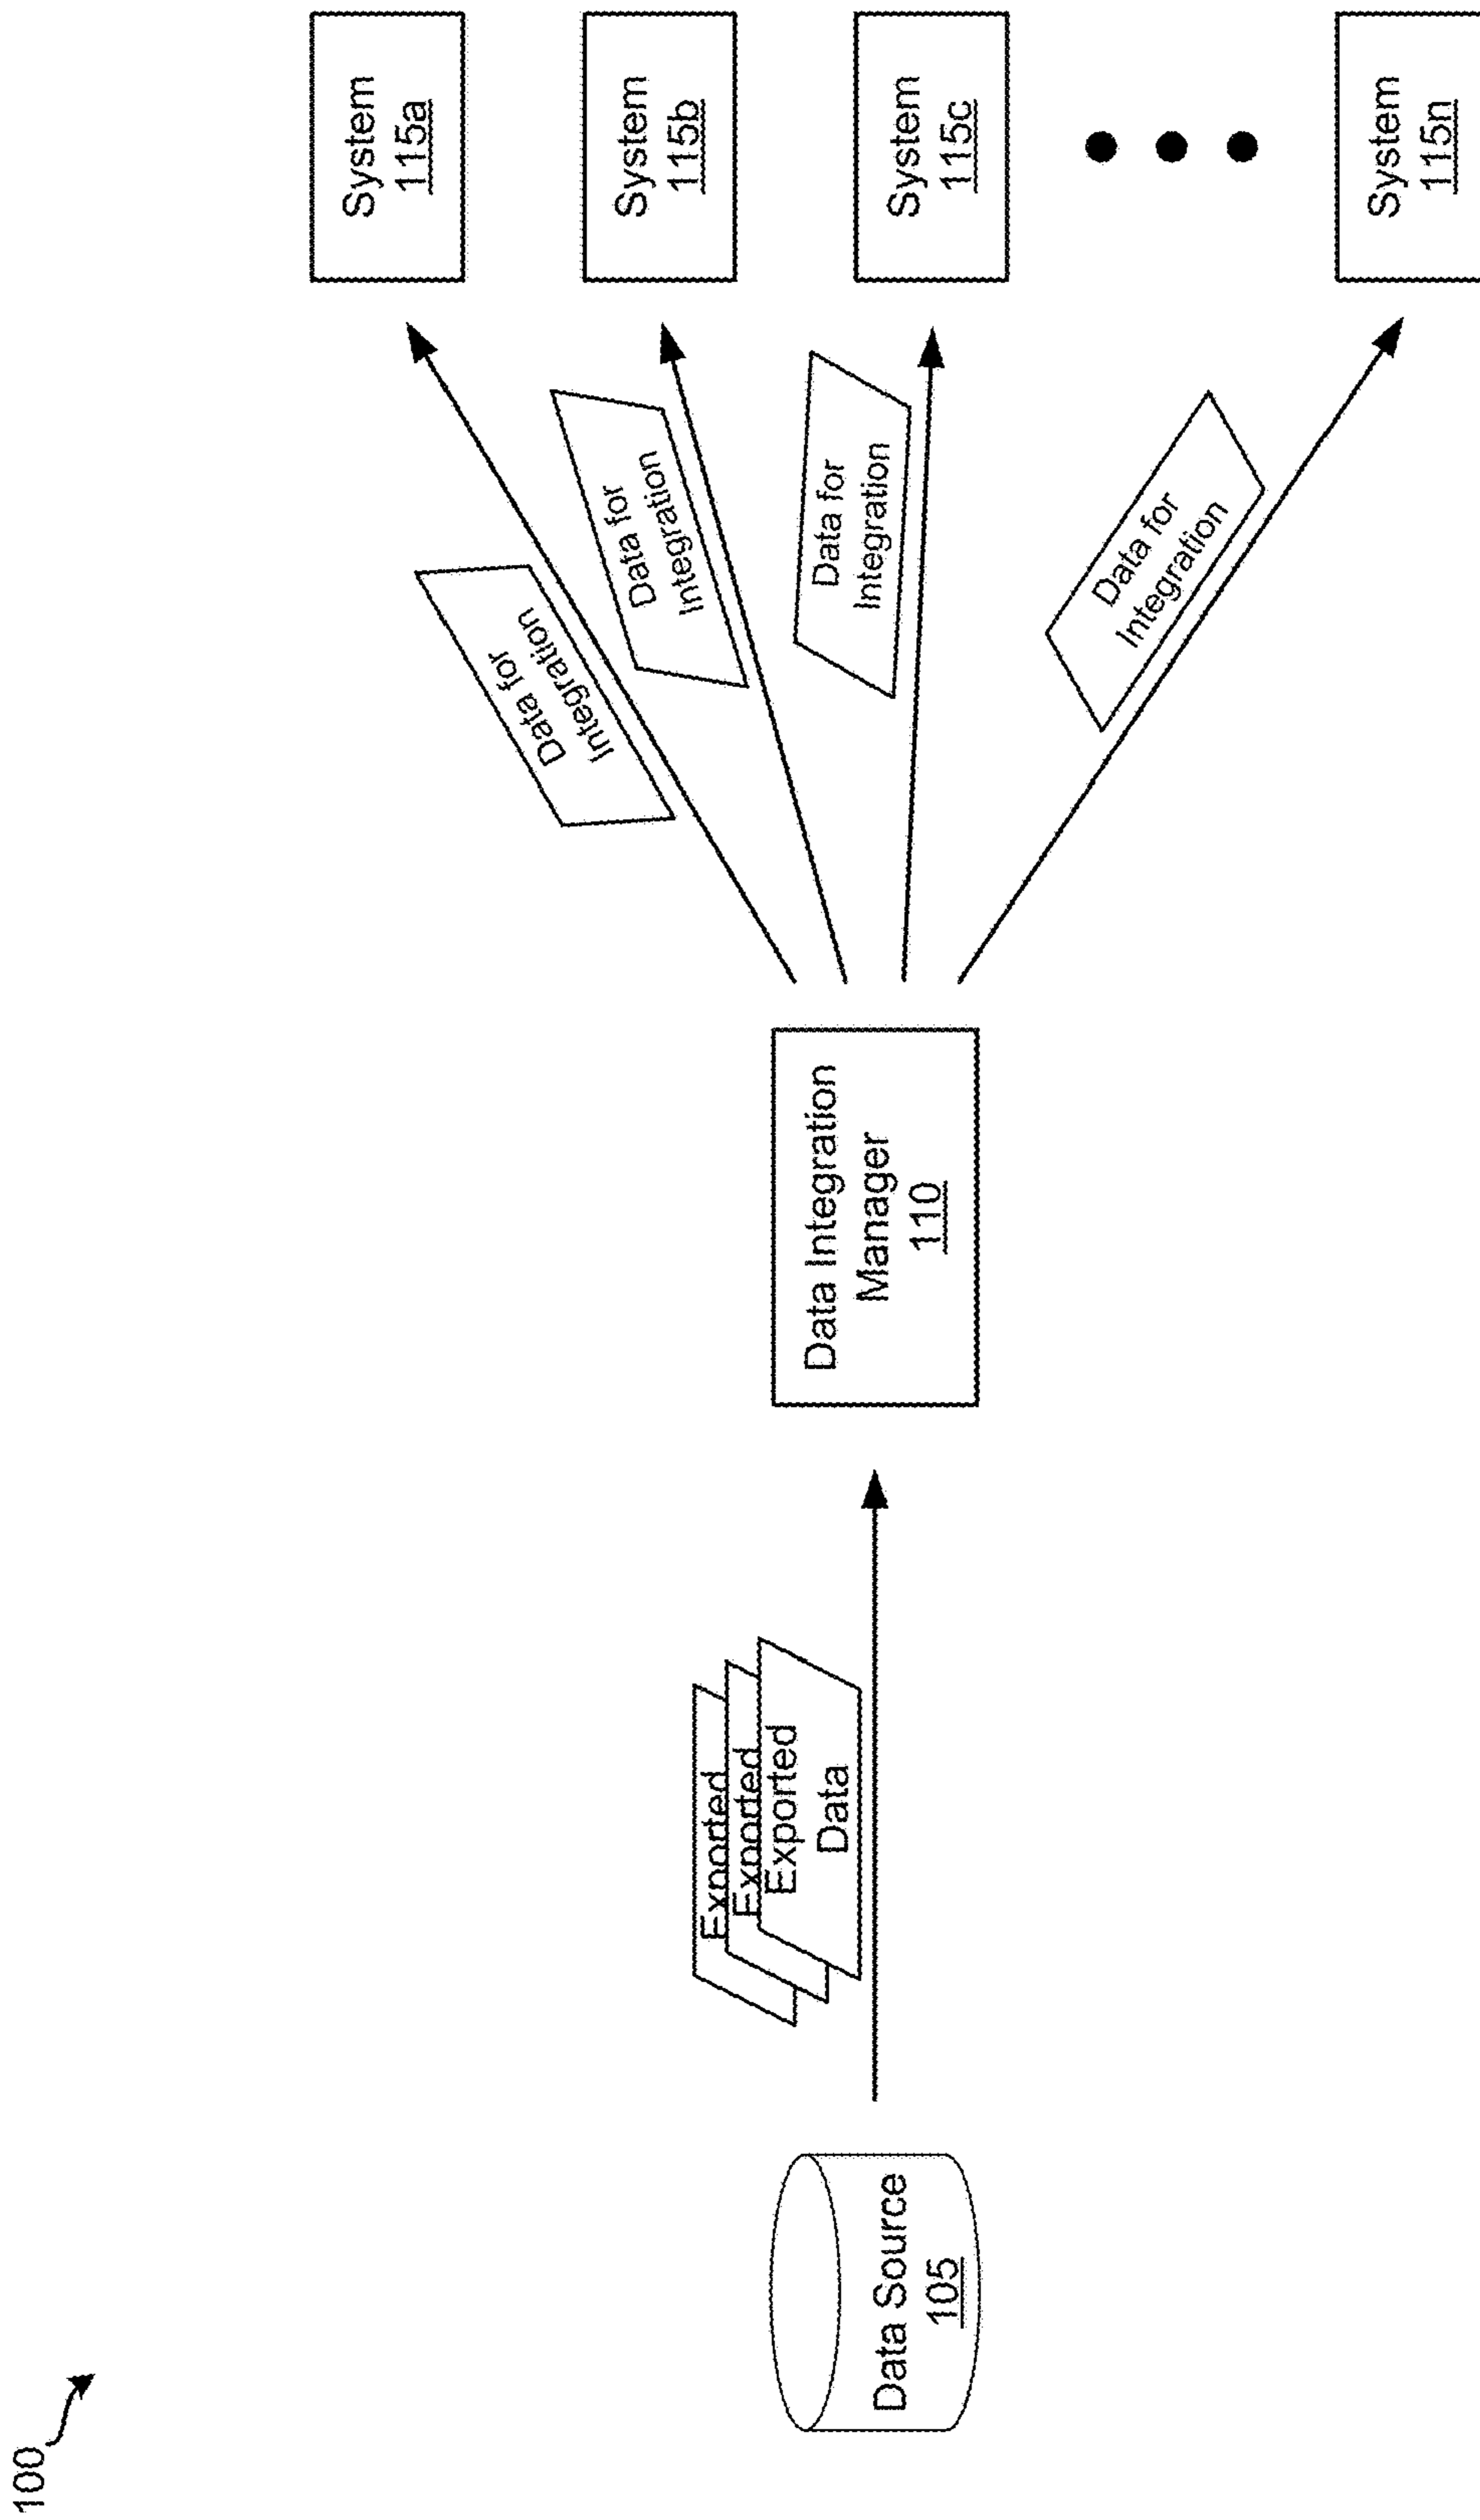 100
Data Source
105
Exported
Exported
Exported
Data
Data Integration
Manager
110
Data for
Integration
Data for
Integration
Data for
Integration
Data for
Integration
System
115a
System
115b
System
115c
System
115n